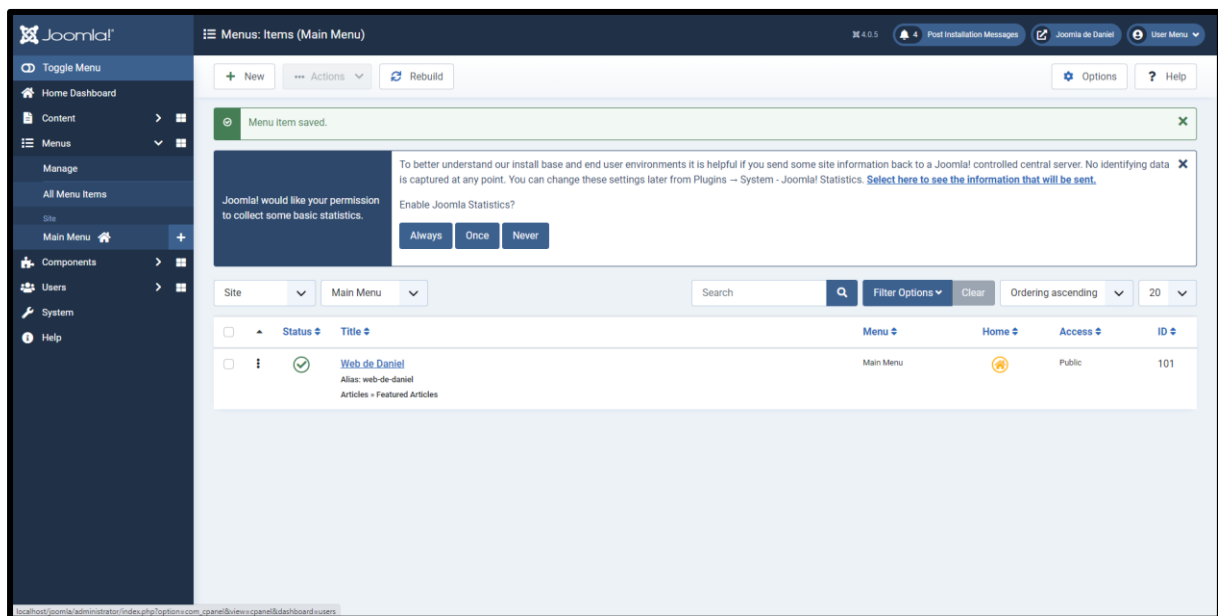 Joomla!
Menus: Items (Main Menu)
4.0.5
4 Post Installation Messages
Joomla de Daniel
User Menu
Toggle Menu
Home Dashboard
Content
Menus
Manage
All Menu Items
Site
Main Menu
Components
Users
System
Help
New
Actions
Rebuild
Options
? Help
Menu item saved.
Joomla! would like your permission
to collect some basic statistics.
To better understand our install base and end user environments it is helpful if you send some site information back to a Joomla! controlled central server. No identifying data
is captured at any point. You can change these settings later from Plugins → System - Joomla! Statistics. Select here to see the information that will be sent.
Enable Joomla Statistics?
Always Once Never
Site
Main Menu
Search
Filter Options
Clear
Ordering ascending
20
Status Title Menu Home Access ID
Web de Daniel Main Menu Public 101
Alias: web-de-daniel
Articles » Featured Articles
localhost/joomla/administrator/index.php?option=com_cpanel&view=cpanel&dashboard=users